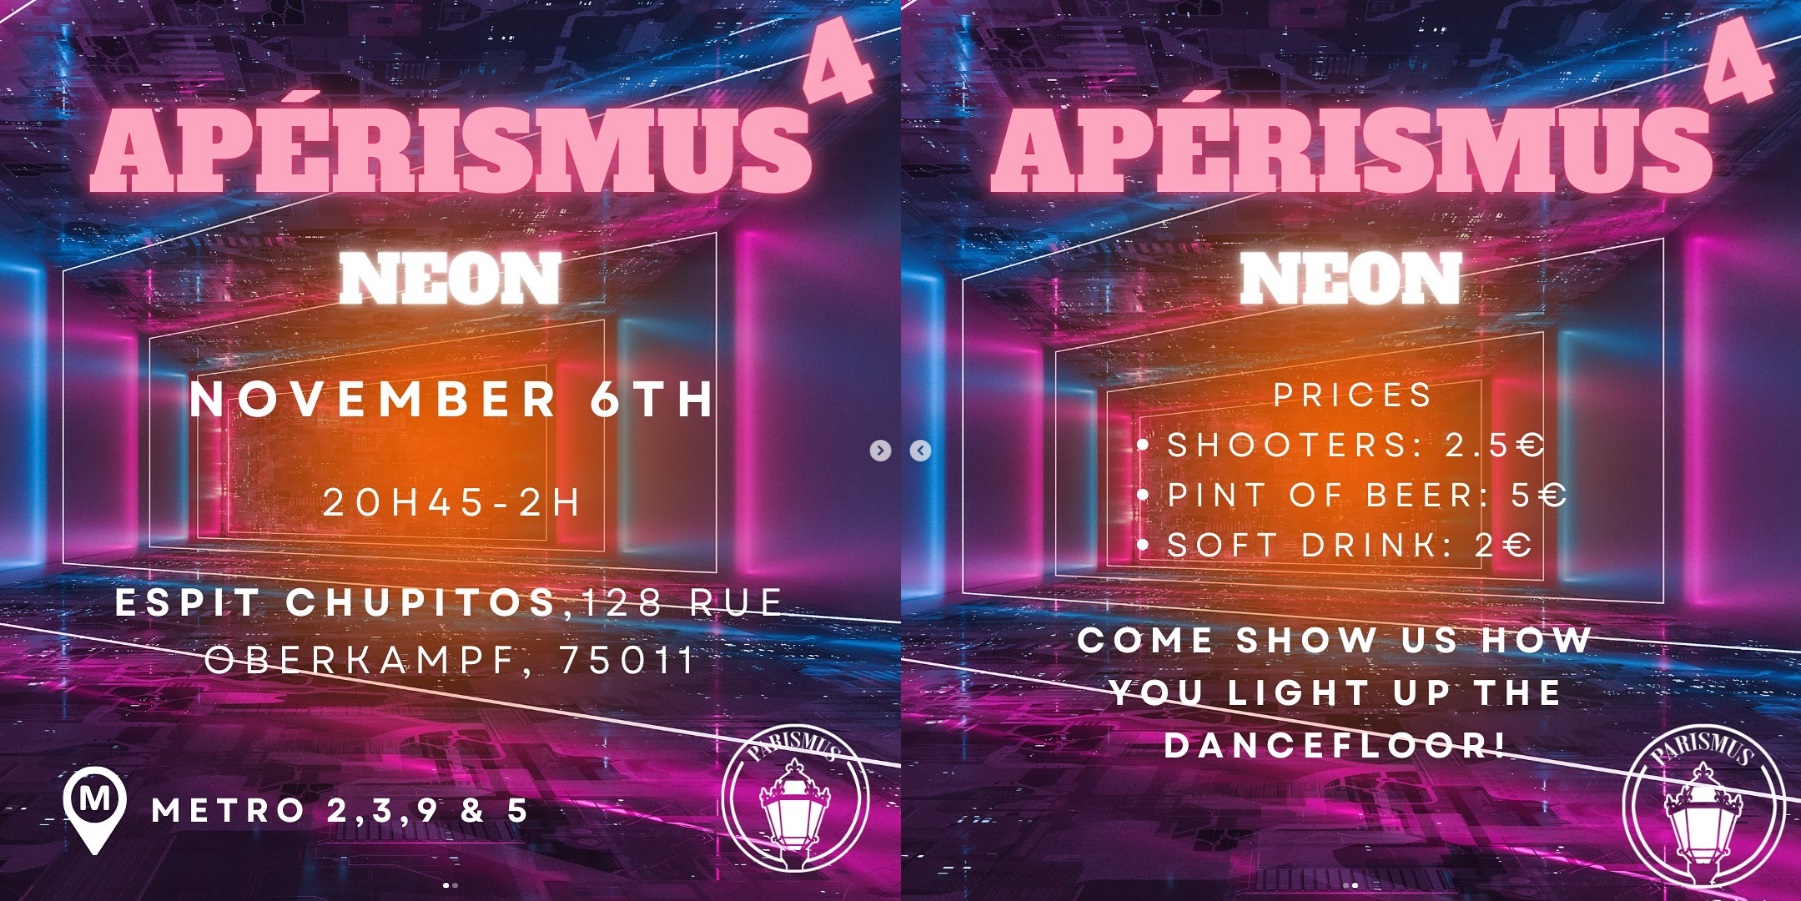 4
APÉRISMUS
NEON
NOVEMBER 6TH
20H45-2H
ESPIT CHUPITOS,128 RUE
OBERKAMPF, 75011
M METRO 2,3,9 & 5
PARISMUS
4
APÉRISMUS
NEON
PRICES
• SHOOTERS: 2.5€
• PINT OF BEER: 5€
• SOFT DRINK: 2€
COME SHOW US HOW
YOU LIGHT UP THE
DANCEFLOOR!
PARISMUS